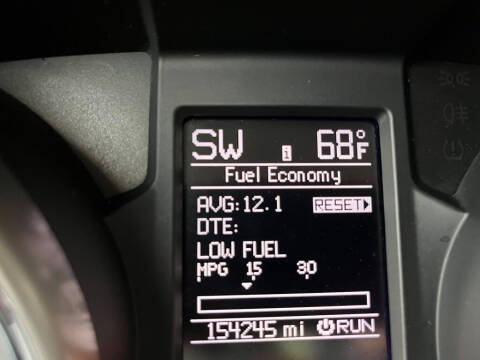 SW i 68°F
Fuel Economy
AVG:12.1 RESET
DTE:
LOW FUEL
MPG 15 30
154245 mi RUN